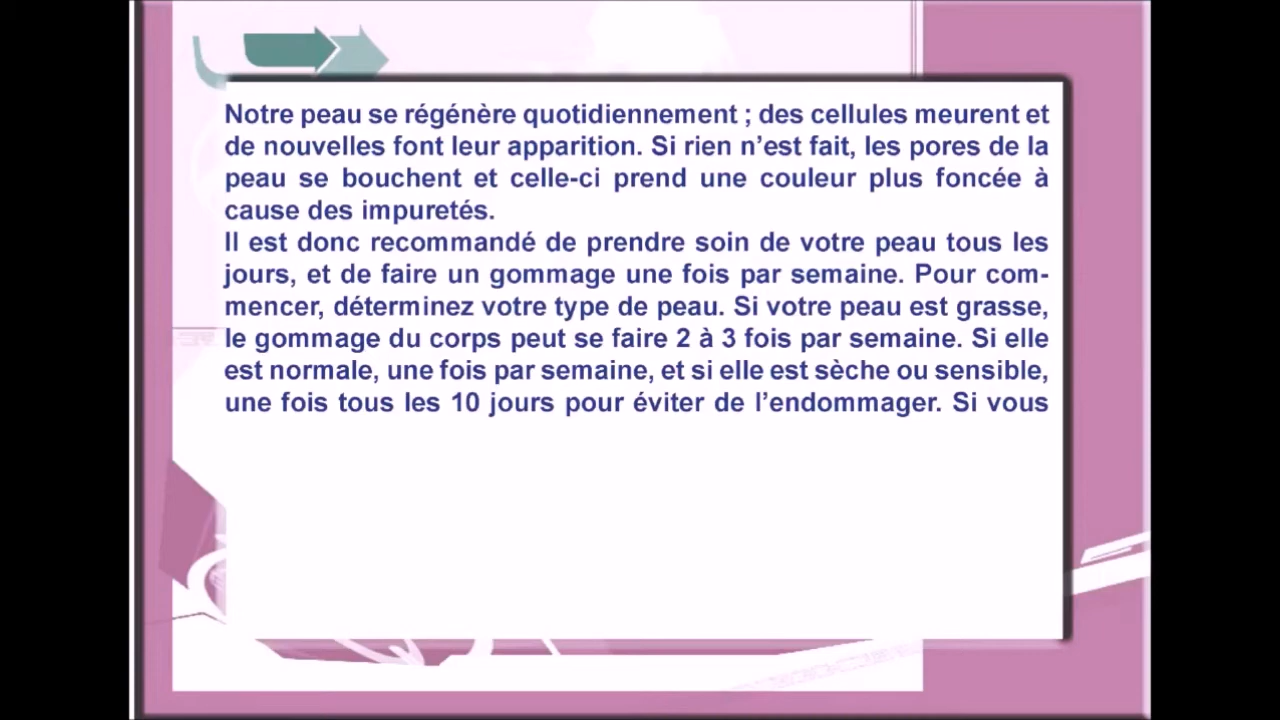 Notre peau se régénère quotidiennement ; des cellules meurent et
de nouvelles font leur apparition. Si rien n’est fait, les pores de la
peau se bouchent et celle-ci prend une couleur plus foncée à
cause des impuretés.
Il est donc recommandé de prendre soin de votre peau tous les
jours, et de faire un gommage une fois par semaine. Pour com-
mencer, déterminez votre type de peau. Si votre peau est grasse,
le gommage du corps peut se faire 2 à 3 fois par semaine. Si elle
est normale, une fois par semaine, et si elle est sèche ou sensible,
une fois tous les 10 jours pour éviter de l’endommager. Si vous